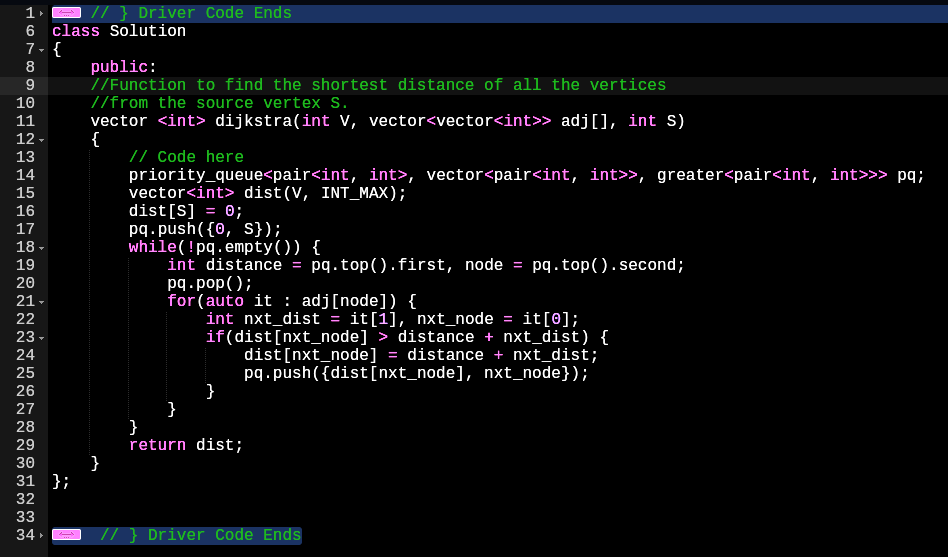 1 // } Driver Code Ends
6 class Solution
7 {
8     public:
9     //Function to find the shortest distance of all the vertices
10     //from the source vertex S.
11     vector <int> dijkstra(int V, vector<vector<int>> adj[], int S)
12     {
13         // Code here
14         priority_queue<pair<int, int>, vector<pair<int, int>>, greater<pair<int, int>>> pq;
15         vector<int> dist(V, INT_MAX);
16         dist[S] = 0;
17         pq.push({0, S});
18         while(!pq.empty()) {
19             int distance = pq.top().first, node = pq.top().second;
20             pq.pop();
21             for(auto it : adj[node]) {
22                 int nxt_dist = it[1], nxt_node = it[0];
23                 if(dist[nxt_node] > distance + nxt_dist) {
24                     dist[nxt_node] = distance + nxt_dist;
25                     pq.push({dist[nxt_node], nxt_node});
26                 }
27             }
28         }
29         return dist;
30     }
31 };
32
33
34 // } Driver Code Ends